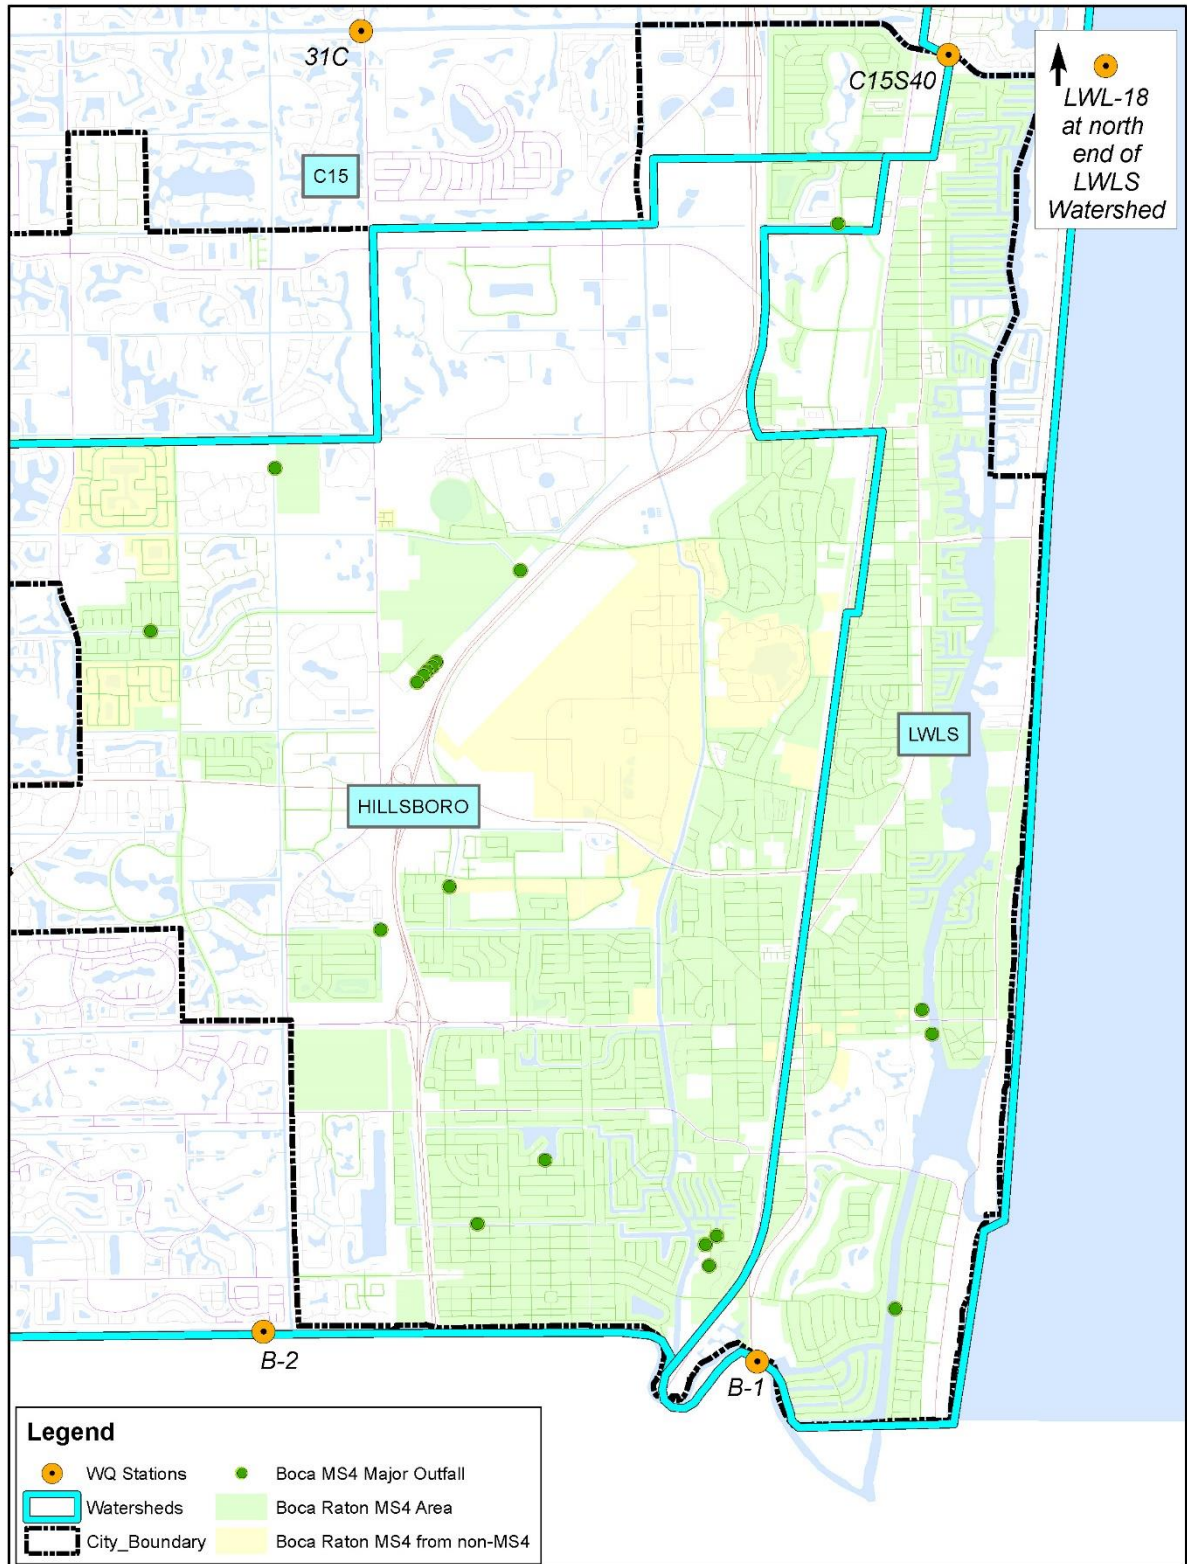 31C
C15S40
LWL-18
at north
end of
LWLS
Watershed
C15
LWLS
HILLSBORO
B-2
B-1
Legend
WQ Stations
Boca MS4 Major Outfall
Watersheds
Boca Raton MS4 Area
City_Boundary
Boca Raton MS4 from non-MS4